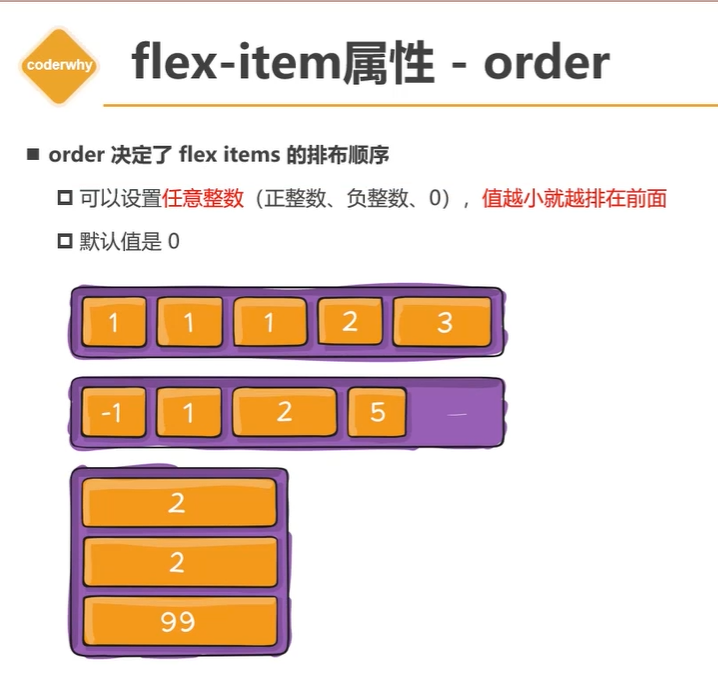 coderwhy
flex-item属性 - order
order 决定了 flex items 的排布顺序
可以设置任意整数（正整数、负整数、0），值越小就越排在前面
默认值是 0
1 1 1 2 3
-1 1 2 5
2
2
99